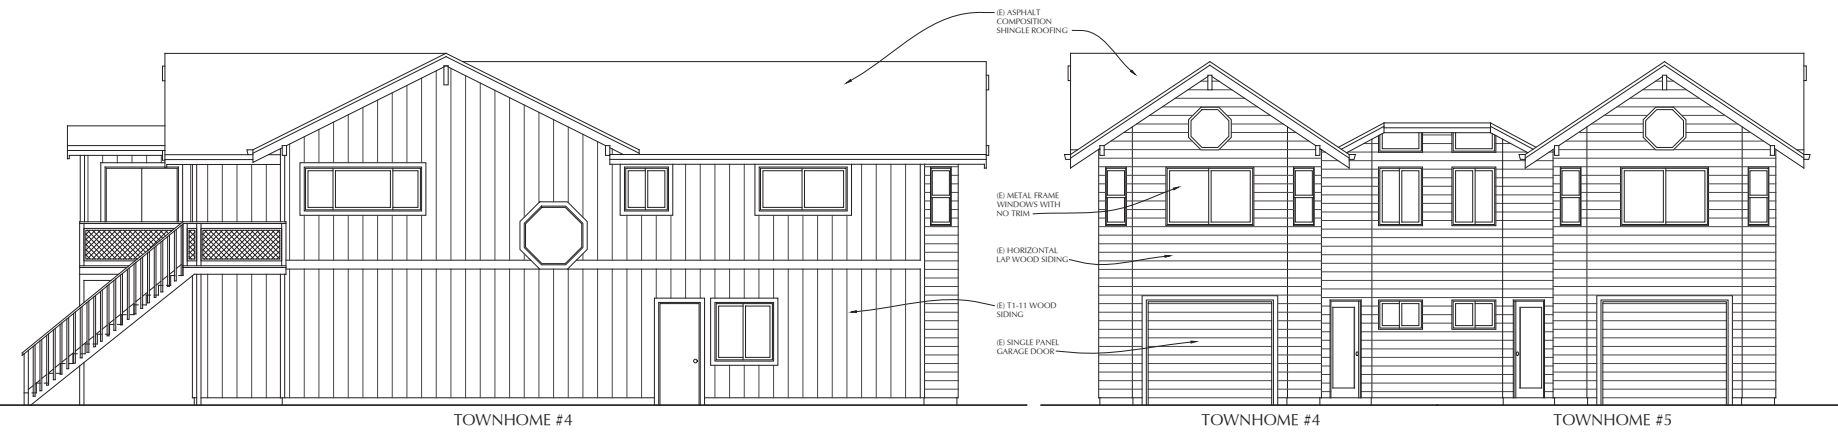 (E) ASPHALT
COMPOSITION
SHINGLE ROOFING
(E) METAL FRAME
WINDOWS WITH
NO TRIM
(E) HORIZONTAL
LAP WOOD SIDING
(E) T1-11 WOOD
SIDING
(E) SINGLE PANEL
GARAGE DOOR
TOWNHOME #4
TOWNHOME #4
TOWNHOME #5